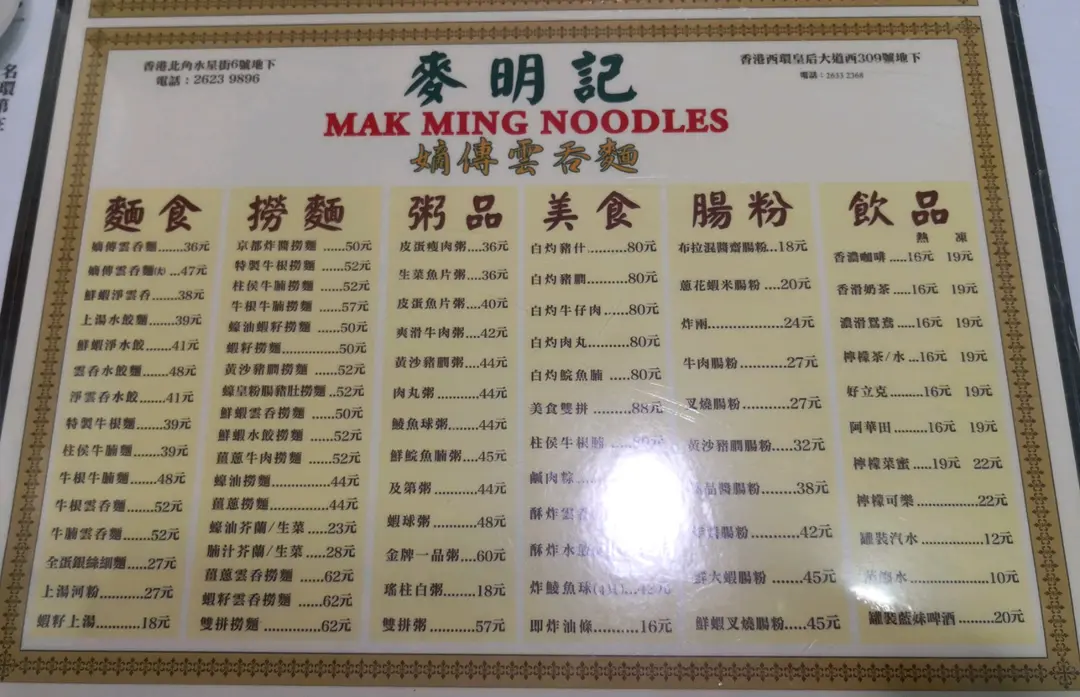 香港北角水星街6號地下
電話：2623 9896
麥明記
MAK MING NOODLES
嫡傳雲吞麵
香港西環皇后大道西309號地下
電話：2633 2368
麵食
嫡傳雲吞麵.......36元
嫡傳雲吞麵(大)...47元
鮮蝦淨雲吞.......38元
上湯水餃麵.......39元
鮮蝦淨水餃.......41元
雲吞水餃麵.......48元
淨雲吞水餃.......41元
特製牛根麵.......39元
柱侯牛腩麵.......39元
牛根牛腩麵.......48元
牛根雲吞麵.......52元
牛腩雲吞麵.......52元
全蛋銀絲細麵....27元
上湯河粉...........27元
蝦籽上湯...........18元
撈麵
京都炸醬撈麵.....50元
特製牛根撈麵......52元
柱侯牛腩撈麵......52元
牛根牛腩撈麵......57元
蠔油蝦籽撈麵......50元
蝦籽撈麵.............50元
黃沙豬膶撈麵......52元
蠔皇粉腸豬肚撈麵..52元
鮮蝦雲吞撈麵......50元
鮮蝦水餃撈麵......52元
薑蔥牛肉撈麵......52元
蠔油撈麵.............44元
薑蔥撈麵.............44元
蠔油芥蘭/生菜....23元
腩汁芥蘭/生菜....28元
薑蔥雲吞撈麵......62元
蝦籽雲吞撈麵......62元
雙拼撈麵.............62元
粥品
皮蛋瘦肉粥....36元
生菜魚片粥....36元
皮蛋魚片粥....40元
爽滑牛肉粥....42元
黃沙豬膶粥....44元
肉丸粥..........44元
鯪魚球粥.......44元
鮮鯇魚腩粥....45元
及第粥..........44元
蝦球粥..........48元
金牌一品粥....60元
瑤柱白粥.......18元
雙拼粥..........57元
美食
白灼豬什.......80元
白灼豬膶.......80元
白灼牛仔肉.....80元
白灼肉丸........80元
白灼鯇魚腩.....80元
美食雙拼........88元
柱侯牛根腩
鹹肉粽
酥炸雲吞
酥炸水餃
炸鯪魚球
即炸油條........16元
腸粉
布拉混醬齋腸粉..18元
蔥花蝦米腸粉....20元
炸兩..............24元
牛肉腸粉.........27元
叉燒腸粉.........27元
黃沙豬膶腸粉....32元
品醬腸粉........38元
腸粉........42元
鮮大蝦腸粉......45元
鮮蝦叉燒腸粉....45元
飲品
熱 凍
香濃咖啡.....16元 19元
香滑奶茶.....16元 19元
濃滑鴛鴦.....16元 19元
檸檬茶/水...16元 19元
好立克........16元 19元
阿華田........16元 19元
檸檬菜蜜.....19元 22元
檸檬可樂............22元
罐裝汽水............12元
水............10元
罐裝藍妹啤酒......20元